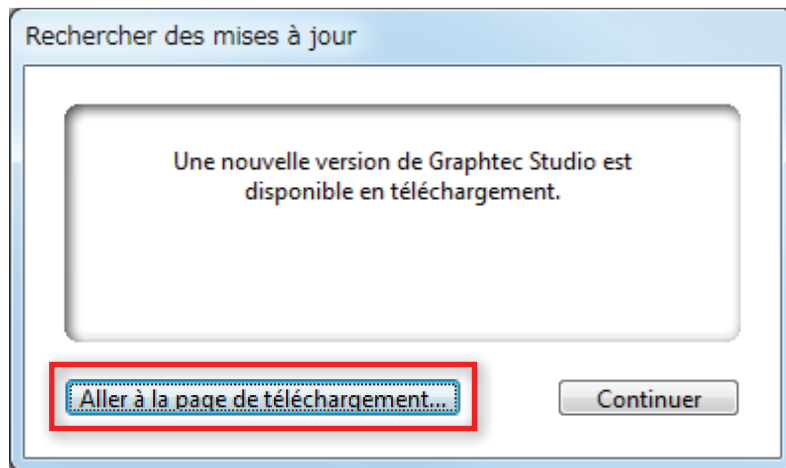 Rechercher des mises à jour
Une nouvelle version de Graphtec Studio est
disponible en téléchargement.
Aller à la page de téléchargement...
Continuer